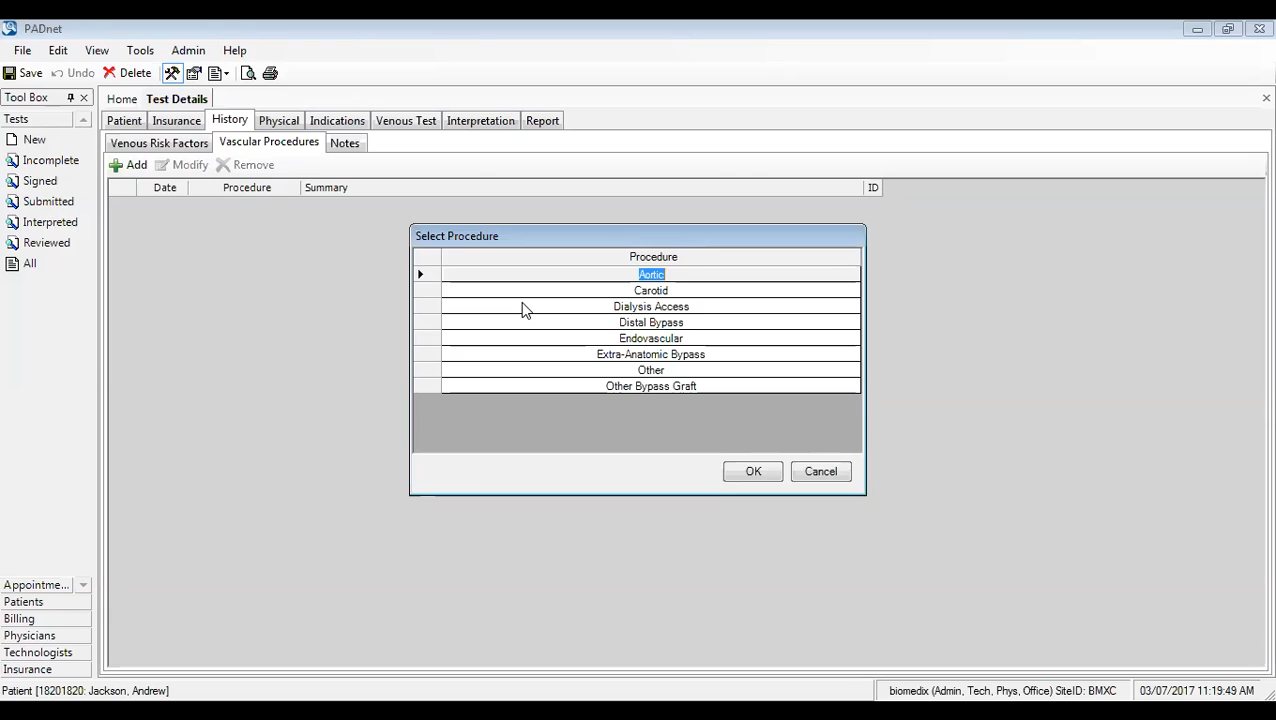 PADnet
File Edit View Tools Admin Help
Save Undo Delete
Tool Box
Home Test Details
Tests
Patient Insurance History Physical Indications Venous Test Interpretation Report
New
Venous Risk Factors Vascular Procedures Notes
Incomplete
Add Modify Remove
Signed
Date Procedure Summary ID
Submitted
Interpreted
Reviewed
All
Select Procedure
Procedure
Aortic
Carotid
Dialysis Access
Distal Bypass
Endovascular
Extra-Anatomic Bypass
Other
Other Bypass Graft
OK Cancel
Appointme...
Patients
Billing
Physicians
Technologists
Insurance
Patient [18201820: Jackson, Andrew] biomedix (Admin, Tech, Phys, Office) SiteID: BMXC 03/07/2017 11:19:49 AM